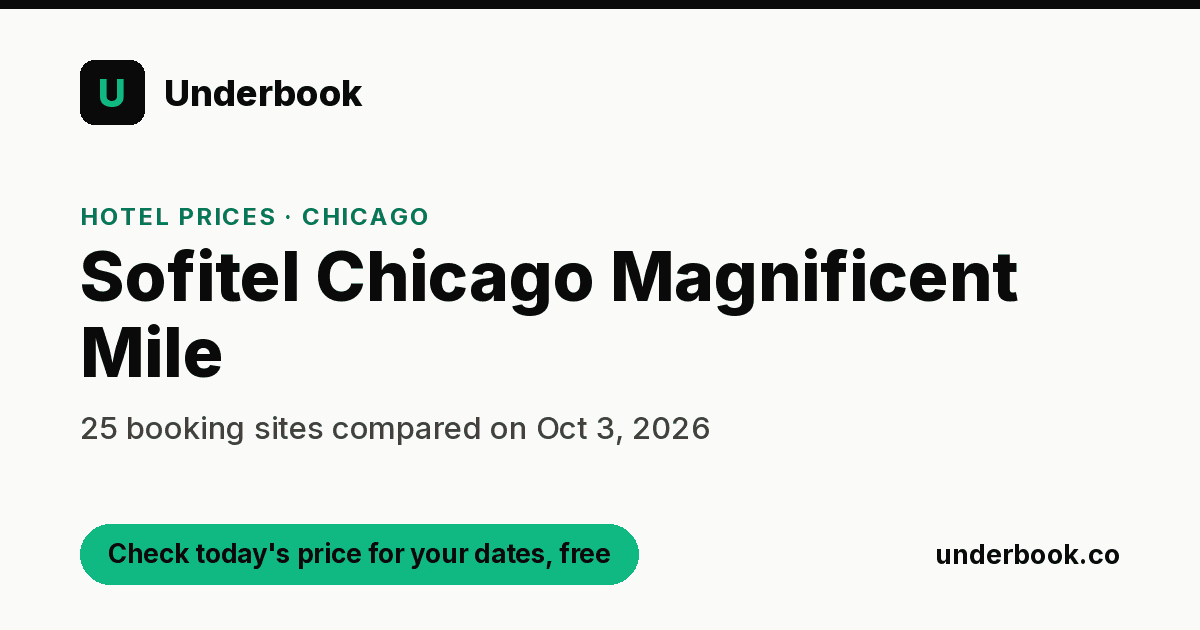 U
Underbook
HOTEL PRICES · CHICAGO
Sofitel Chicago Magnificent
Mile
25 booking sites compared on Oct 3, 2026
Check today's price for your dates, free
underbook.co